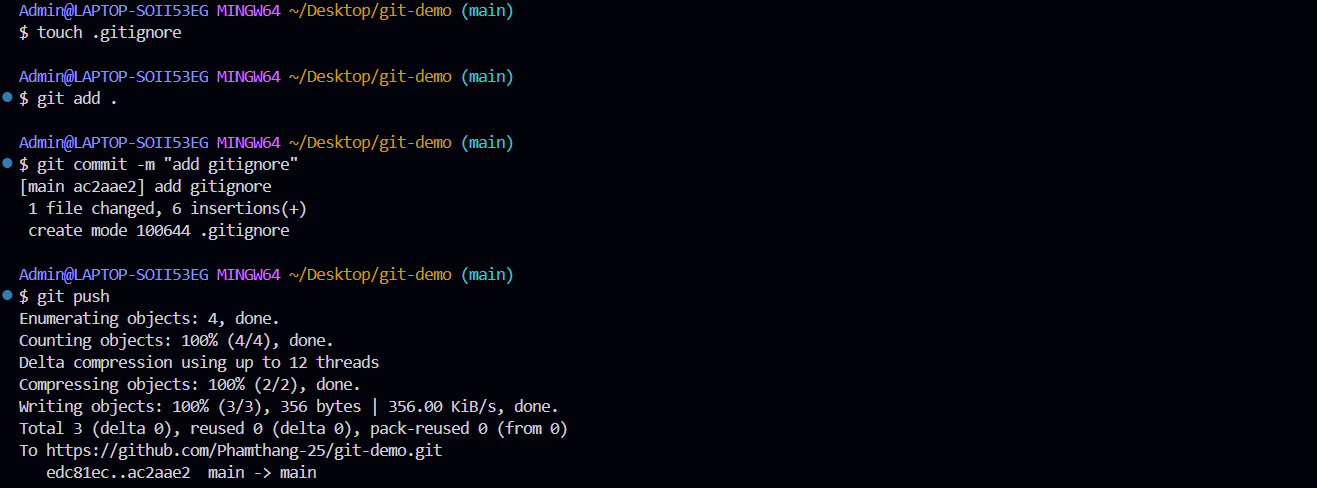 Admin@LAPTOP-SOII53EG MINGW64 ~/Desktop/git-demo (main)
$ touch .gitignore
Admin@LAPTOP-SOII53EG MINGW64 ~/Desktop/git-demo (main)
$ git add .
Admin@LAPTOP-SOII53EG MINGW64 ~/Desktop/git-demo (main)
$ git commit -m "add gitignore"
[main ac2aae2] add gitignore
 1 file changed, 6 insertions(+)
 create mode 100644 .gitignore
Admin@LAPTOP-SOII53EG MINGW64 ~/Desktop/git-demo (main)
$ git push
Enumerating objects: 4, done.
Counting objects: 100% (4/4), done.
Delta compression using up to 12 threads
Compressing objects: 100% (2/2), done.
Writing objects: 100% (3/3), 356 bytes | 356.00 KiB/s, done.
Total 3 (delta 0), reused 0 (delta 0), pack-reused 0 (from 0)
To https://github.com/Phamthang-25/git-demo.git
   edc81ec..ac2aae2  main -> main